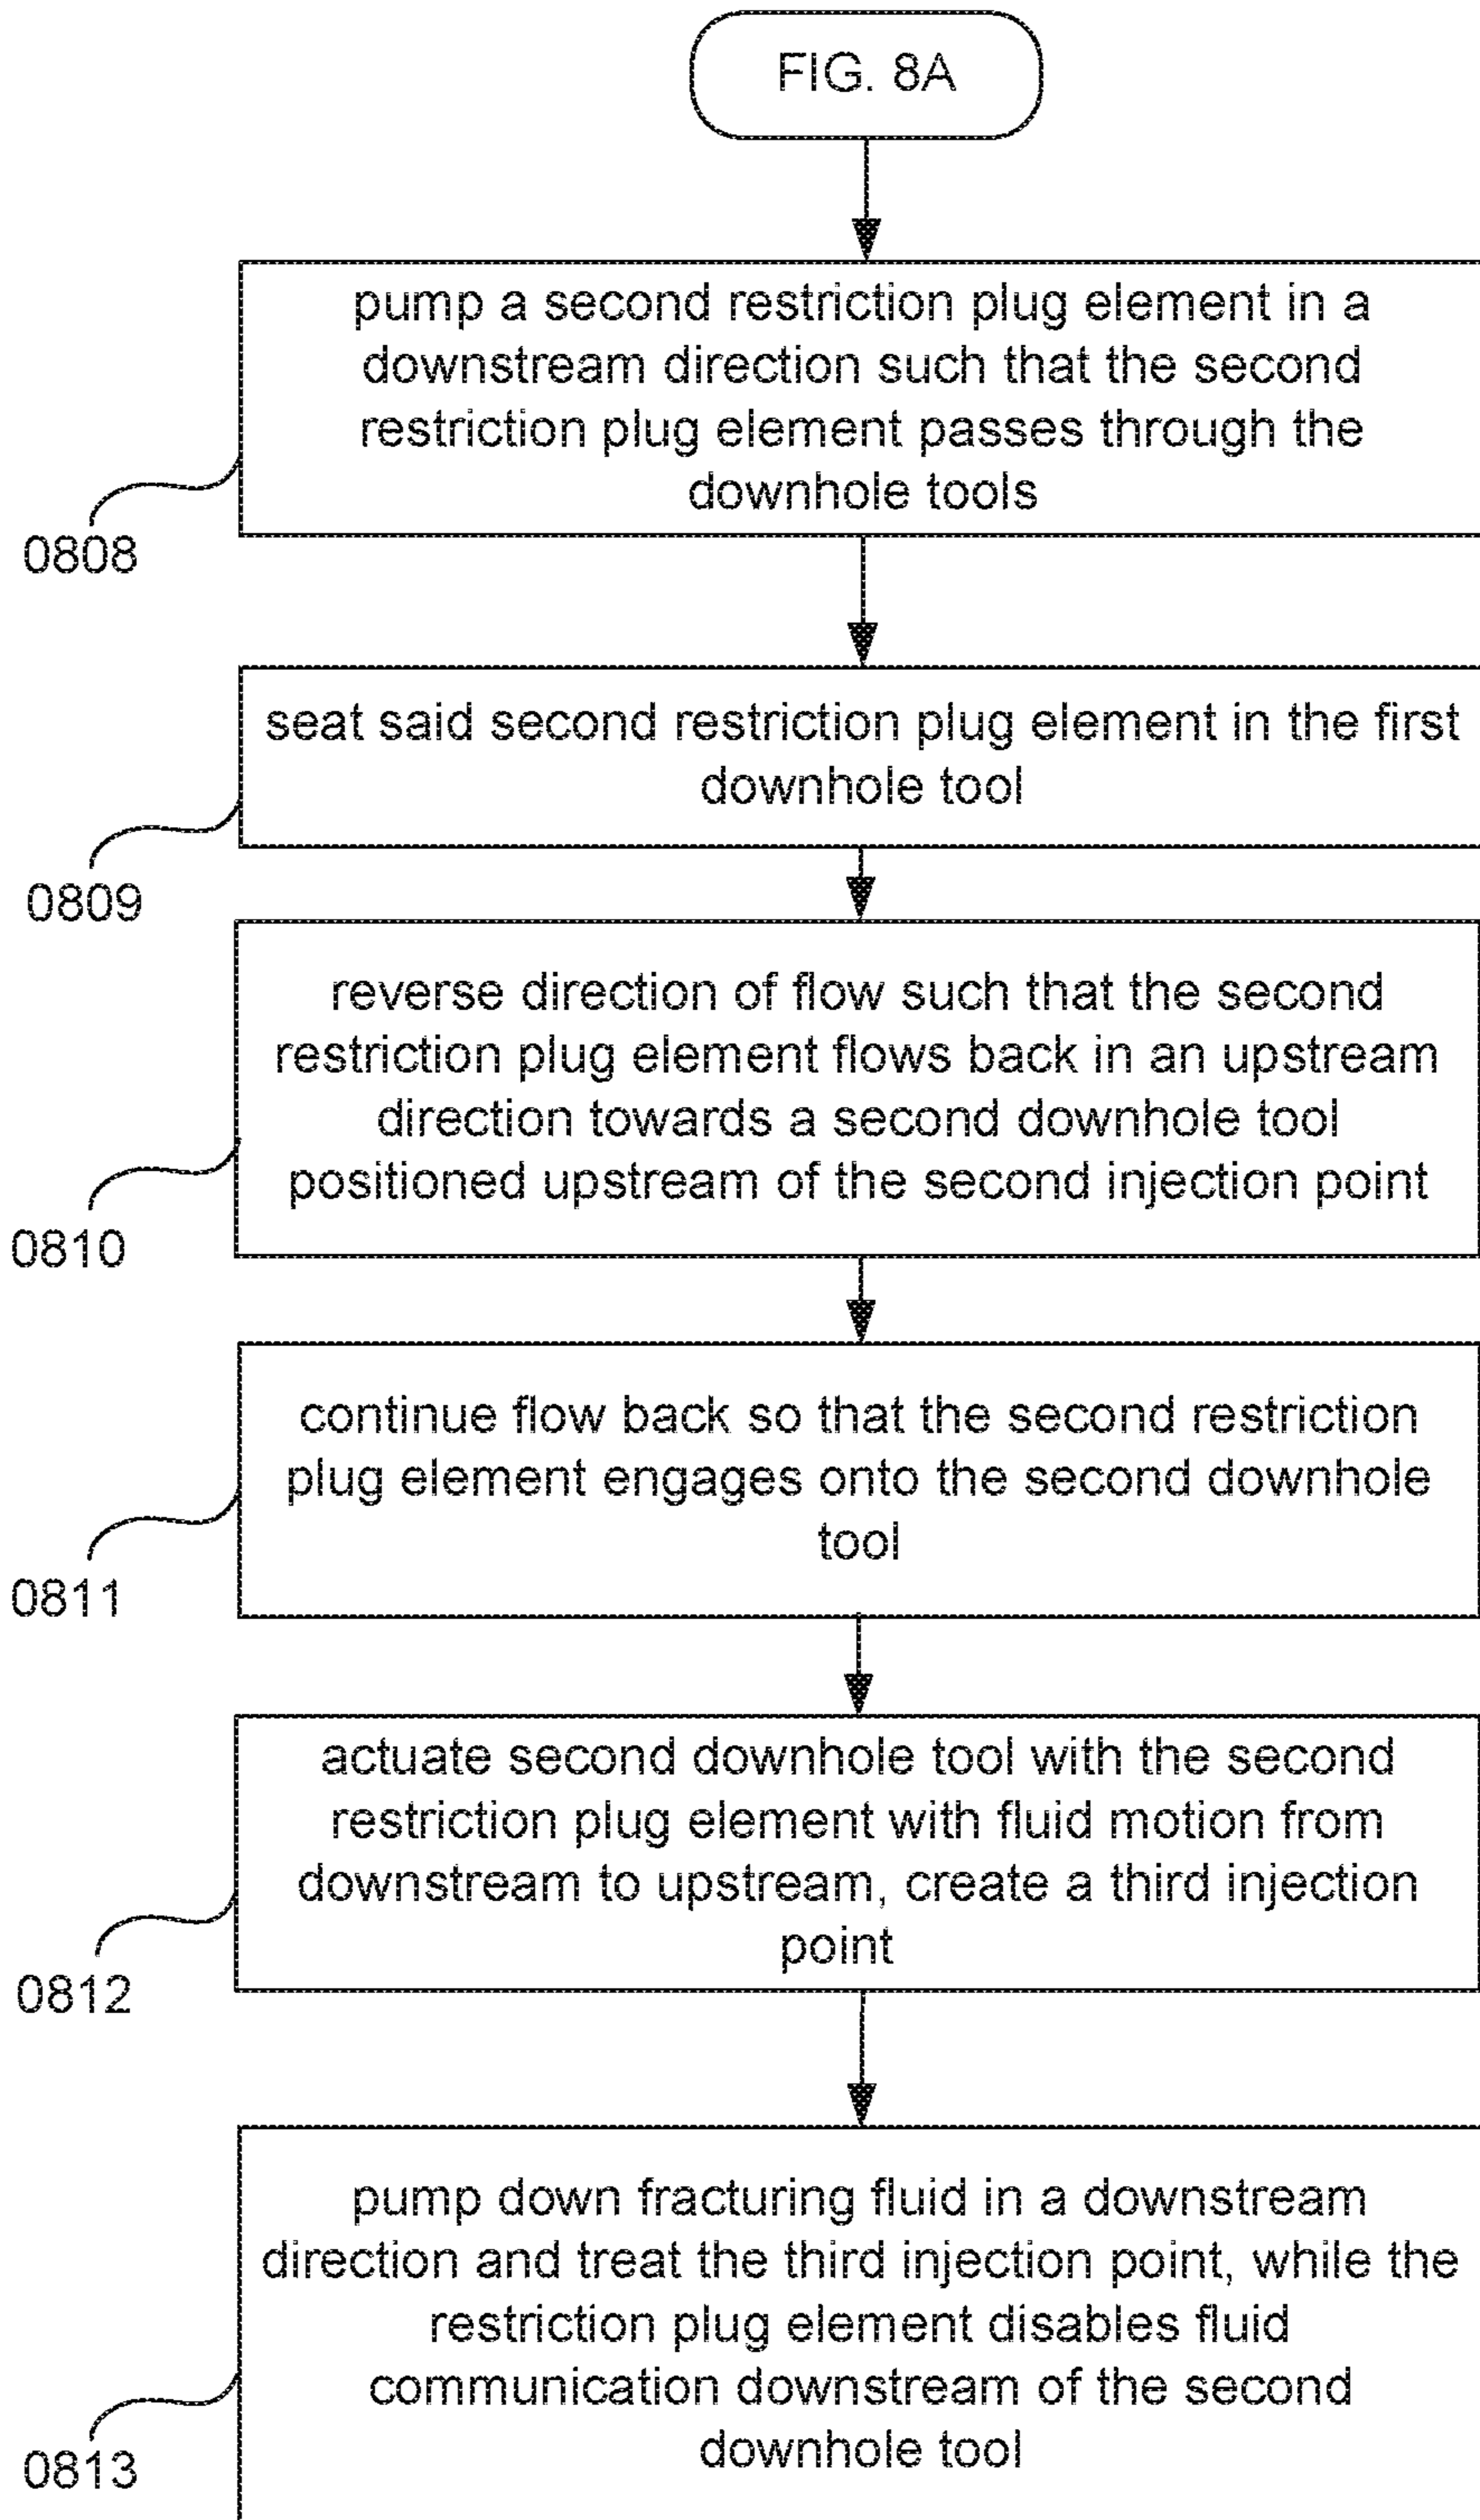 FIG. 8A
pump a second restriction plug element in a
downstream direction such that the second
restriction plug element passes through the
downhole tools
0808
seat said second restriction plug element in the first
downhole tool
0809
reverse direction of flow such that the second
restriction plug element flows back in an upstream
direction towards a second downhole tool
positioned upstream of the second injection point
0810
continue flow back so that the second restriction
plug element engages onto the second downhole
tool
0811
actuate second downhole tool with the second
restriction plug element with fluid motion from
downstream to upstream, create a third injection
point
0812
pump down fracturing fluid in a downstream
direction and treat the third injection point, while the
restriction plug element disables fluid
communication downstream of the second
downhole tool
0813